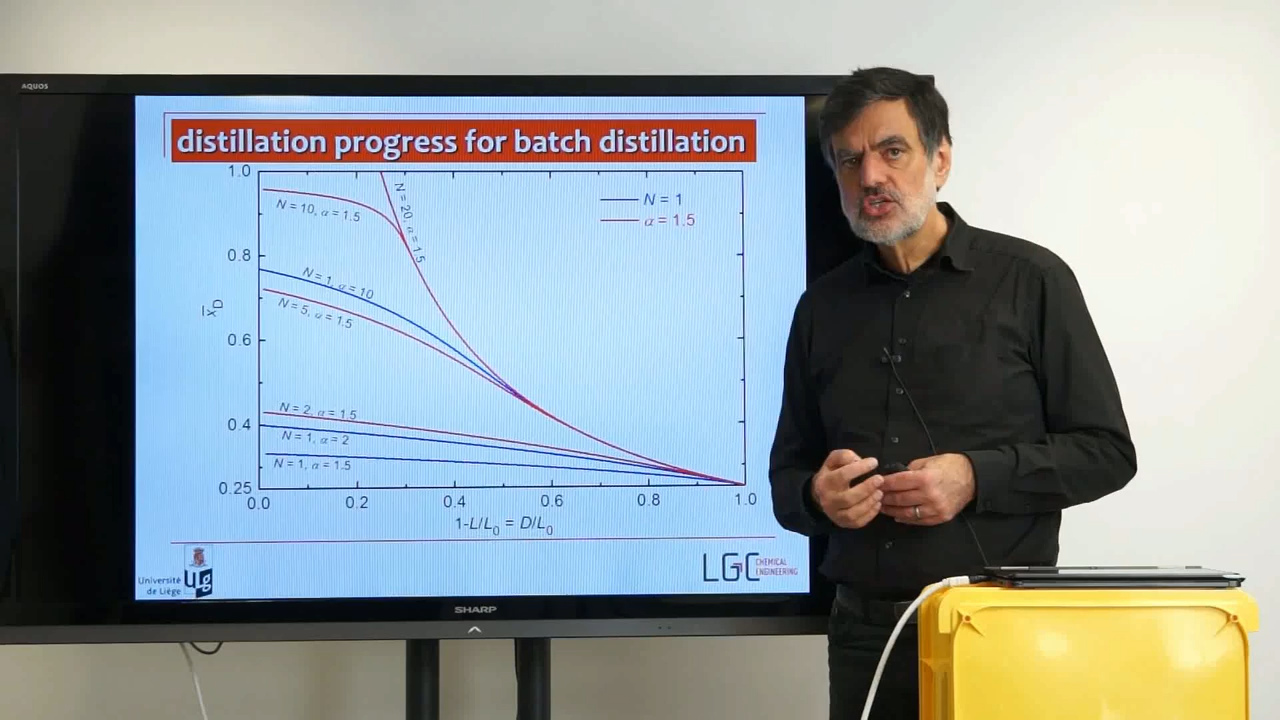 AQUOS
distillation progress for batch distillation
1.0
0.8
0.6
0.4
0.25
x̅D
N = 10, α = 1.5
N = 20, α = 1.5
N = 1, α = 10
N = 5, α = 1.5
N = 2, α = 1.5
N = 1, α = 2
N = 1, α = 1.5
N = 1
α = 1.5
0.0 0.2 0.4 0.6 0.8 1.0
1-L/L0 = D/L0
Université
de Liège
ULg
LGC
CHEMICAL
ENGINEERING
SHARP